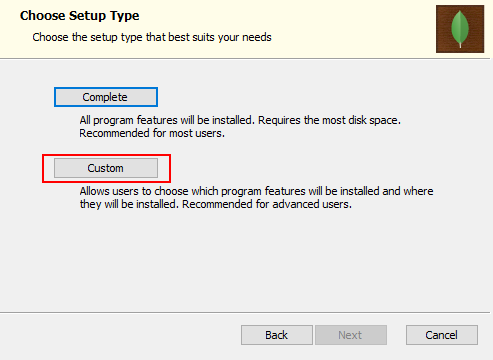 Choose Setup Type
Choose the setup type that best suits your needs
Complete
All program features will be installed. Requires the most disk space.
Recommended for most users.
Custom
Allows users to choose which program features will be installed and where
they will be installed. Recommended for advanced users.
Back Next Cancel